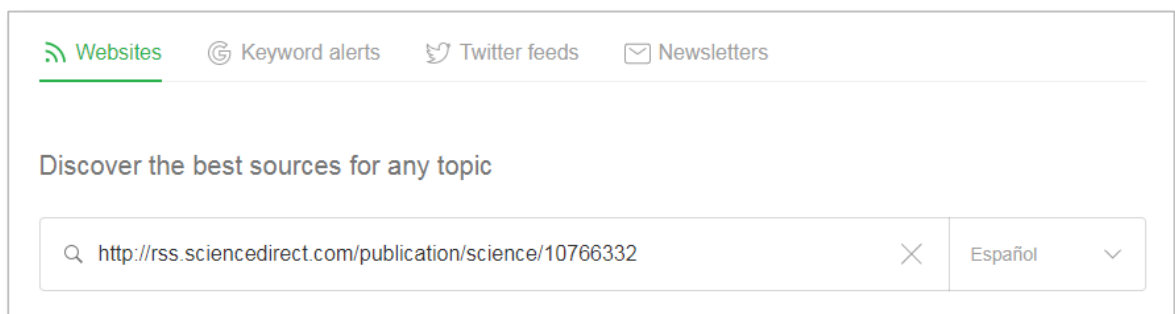 Websites Keyword alerts Twitter feeds Newsletters
Discover the best sources for any topic
http://rss.sciencedirect.com/publication/science/10766332 Español